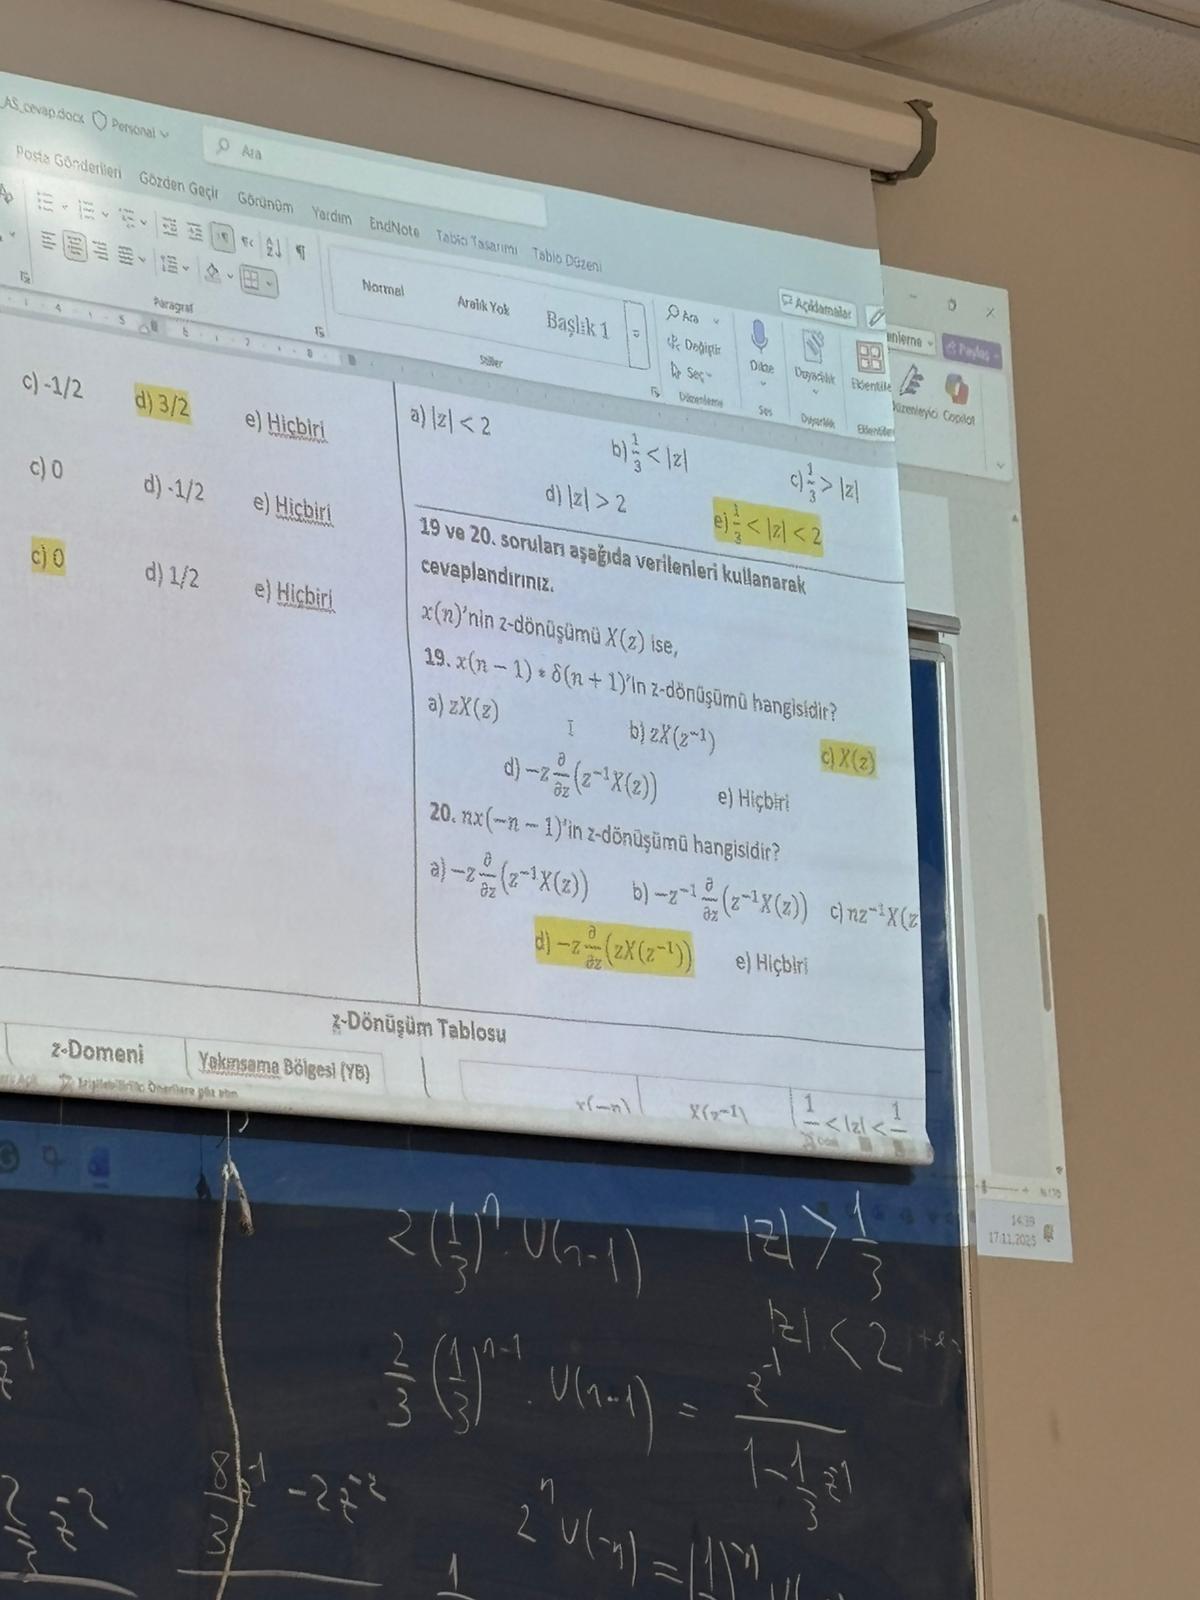 _AS_cevap.docx Personal
Ara
Posta Gönderileri Gözden Geçir Görünüm Yardım EndNote Tablo Tasarımı Tablo Düzeni
Açıklamalar
Paylaş
Normal
Aralık Yok
Başlık 1
Ara
Değiştir
Seç
Dikte
Duyarlılık
Düzenleyici Copilot
Paragraf
Stiller
Düzenleme
Ses
Duyarlılık
c) -1/2 d) 3/2 e) Hiçbiri
c) 0 d) -1/2 e) Hiçbiri
c) 0 d) 1/2 e) Hiçbiri
a) |z| < 2 b) 1/3 < |z| c) 1/3 > |z|
d) |z| > 2 e) 1/3 < |z| < 2
19 ve 20. soruları aşağıda verilenleri kullanarak
cevaplandırınız.
x(n)'nin z-dönüşümü X(z) ise,
19. x(n − 1) * δ(n + 1)'in z-dönüşümü hangisidir?
a) zX(z) b) zX(z⁻¹) c) X(z)
d) −z ∂/∂z (z⁻¹X(z)) e) Hiçbiri
20. nx(−n − 1)'in z-dönüşümü hangisidir?
a) −z ∂/∂z (z⁻¹X(z)) b) −z⁻¹ ∂/∂z (z⁻¹X(z)) c) nz⁻¹X(z
d) −z ∂/∂z (zX(z⁻¹)) e) Hiçbiri
z-Dönüşüm Tablosu
z-Domeni Yakınsama Bölgesi (YB)
x(−n) X(z⁻¹)
14:39
17.11.2025
2(1/3)ⁿ . U(n-1) |z| > 1/3
|z| < 2
2/3 (1/3)ⁿ⁻¹ . U(n-1) = z⁻¹ / 1 - 1/3 z⁻¹
8/3 z⁻¹ - 2z⁻²
2ⁿ U(-n) =